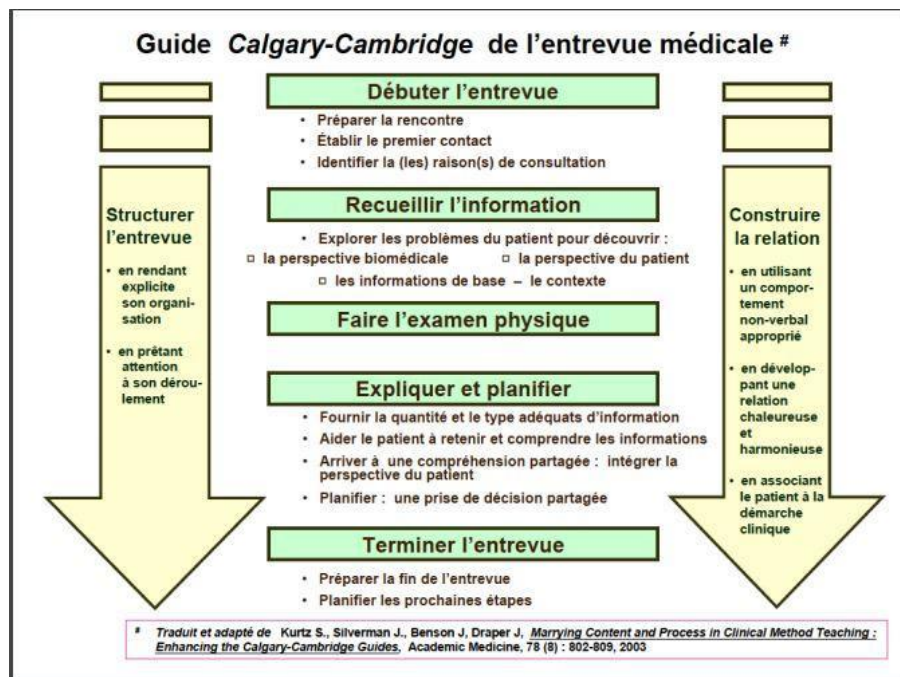 Guide Calgary-Cambridge de l'entrevue médicale #
Débuter l'entrevue
• Préparer la rencontre
• Établir le premier contact
• Identifier la (les) raison(s) de consultation
Structurer
l'entrevue
• en rendant
explicite
son organi-
sation
• en prêtant
attention
à son dérou-
lement
Recueillir l'information
• Explorer les problèmes du patient pour découvrir :
□ la perspective biomédicale □ la perspective du patient
□ les informations de base – le contexte
Faire l'examen physique
Expliquer et planifier
• Fournir la quantité et le type adéquats d'information
• Aider le patient à retenir et comprendre les informations
• Arriver à une compréhension partagée : intégrer la
perspective du patient
• Planifier : une prise de décision partagée
Terminer l'entrevue
• Préparer la fin de l'entrevue
• Planifier les prochaines étapes
Construire
la relation
• en utilisant
un compor-
tement
non-verbal
approprié
• en dévelop-
pant une
relation
chaleureuse
et
harmonieuse
• en associant
le patient à la
démarche
clinique
# Traduit et adapté de Kurtz S., Silverman J., Benson J, Draper J, Marrying Content and Process in Clinical Method Teaching :
Enhancing the Calgary-Cambridge Guides, Academic Medicine, 78 (8) : 802-809, 2003